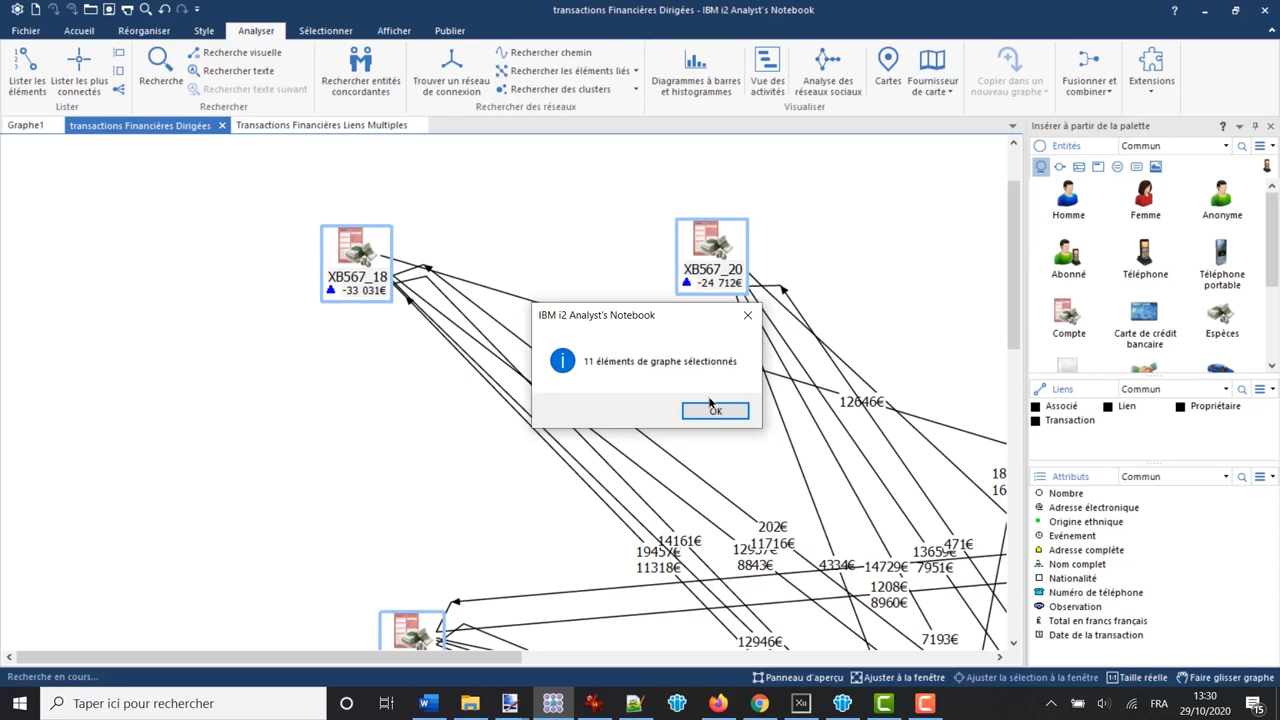 transactions Financières Dirigées - IBM i2 Analyst's Notebook
Fichier Accueil Réorganiser Style Analyser Sélectionner Afficher Publier
Lister les éléments
Lister les plus connectées
Lister
Recherche
Recherche visuelle
Rechercher texte
Rechercher texte suivant
Rechercher
Rechercher entités concordantes
Trouver un réseau de connexion
Rechercher chemin
Rechercher les éléments liés
Rechercher des clusters
Rechercher des réseaux
Diagrammes à barres et histogrammes
Vue des activités
Analyse des réseaux sociaux
Cartes
Fournisseur de carte
Visualiser
Copier dans un nouveau graphe
Fusionner et combiner
Extensions
Graphe1 transactions Financières Dirigées Transactions Financières Liens Multiples
XB567_18
-33 031€
XB567_20
-24 712€
IBM i2 Analyst's Notebook
11 éléments de graphe sélectionnés
OK
12646€
202€
14161€
11716€
19457€
11318€
8843€
4334€
14729€
471€
7951€
1208€
8960€
12946€
7193€
Insérer à partir de la palette
Entités Commun
Homme Femme Anonyme
Abonné Téléphone Téléphone portable
Compte Carte de crédit bancaire Espèces
Liens Commun
Associé Lien Propriétaire
Transaction
Attributs Commun
Nombre
Adresse électronique
Origine ethnique
Evénement
Adresse complète
Nom complet
Nationalité
Numéro de téléphone
Observation
Total en francs français
Date de la transaction
Recherche en cours... Panneau d'aperçu Ajuster à la fenêtre Ajuster la sélection à la fenêtre Taille réelle Faire glisser graphe
Taper ici pour rechercher
FRA
13:30
29/10/2020
15